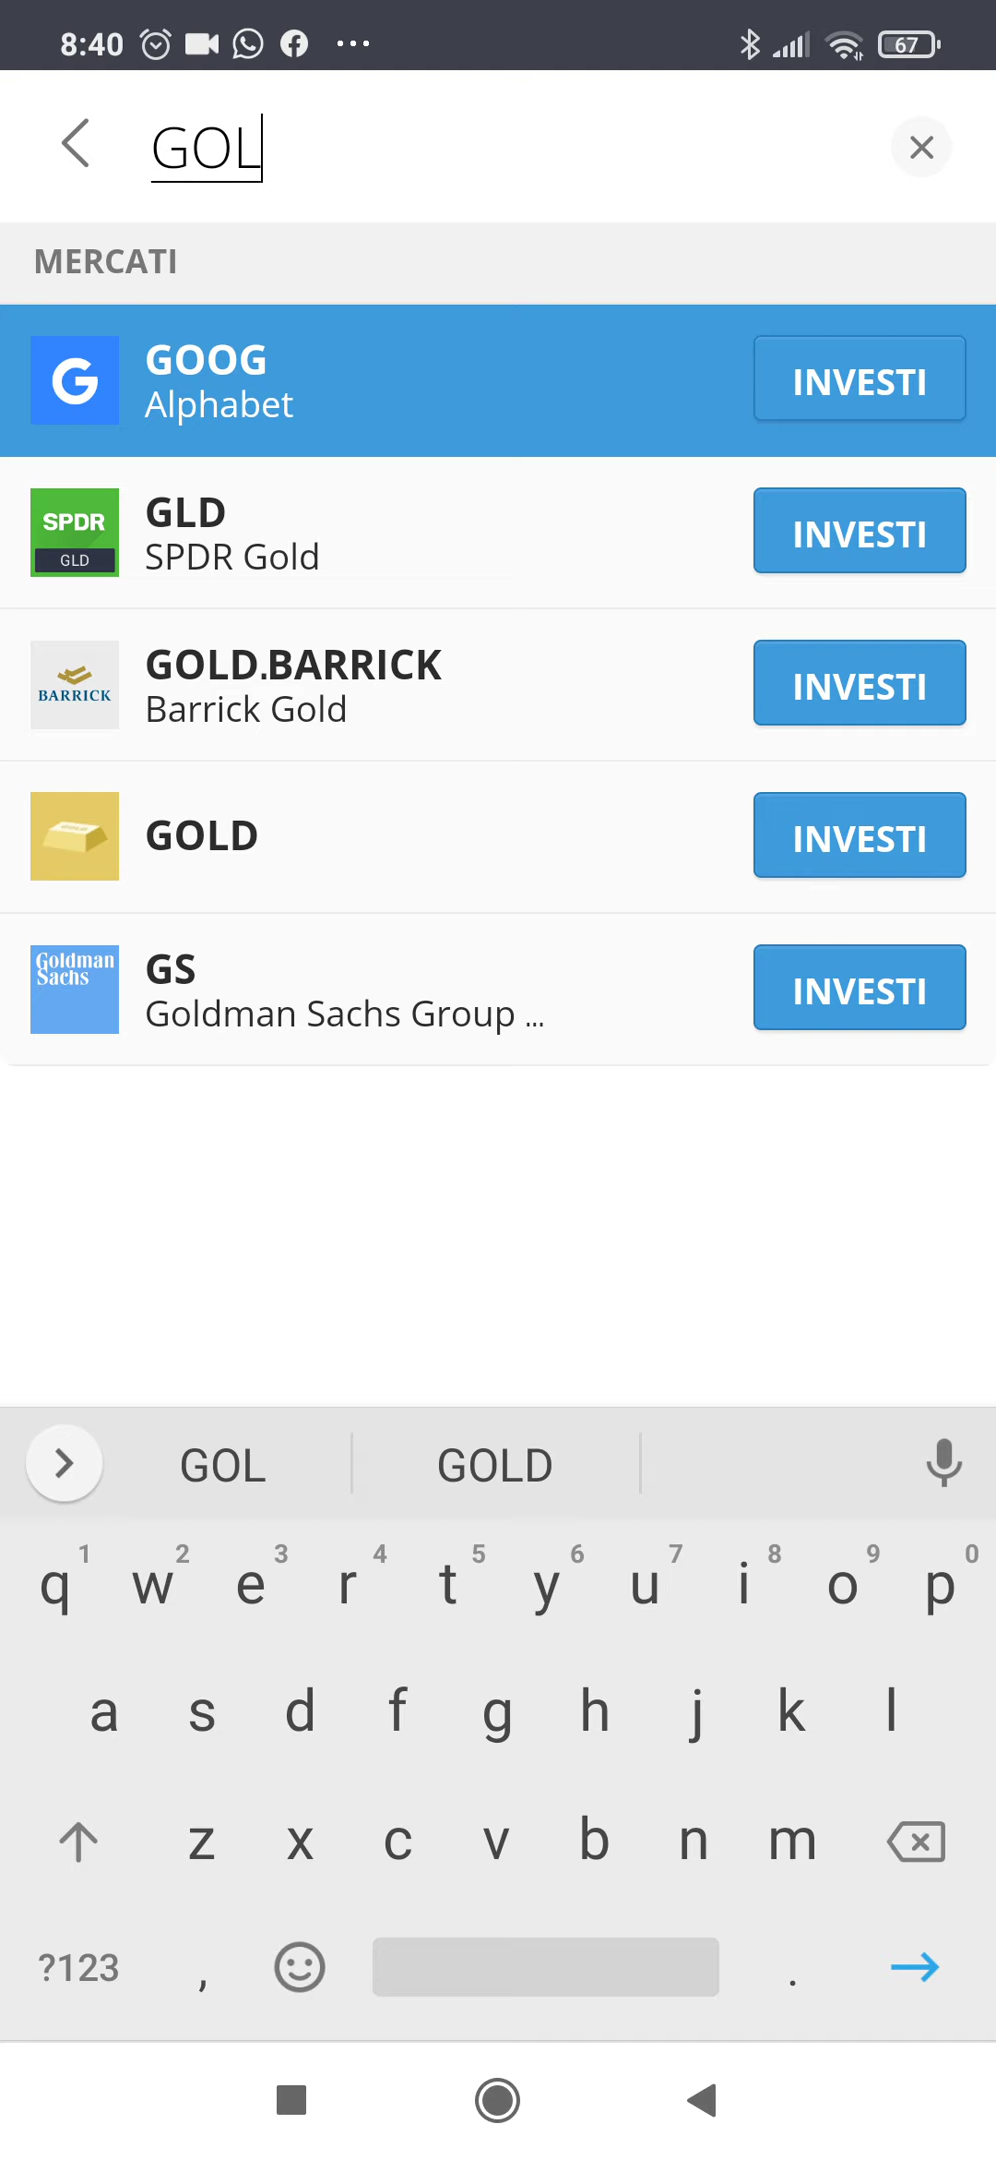 8:40
67
GOL
MERCATI
GOOG
Alphabet
INVESTI
SPDR
GLD
GLD
SPDR Gold
INVESTI
BARRICK
GOLD.BARRICK
Barrick Gold
INVESTI
GOLD
INVESTI
Goldman
Sachs
GS
Goldman Sachs Group ...
INVESTI
GOL GOLD
1 2 3 4 5 6 7 8 9 0
q w e r t y u i o p
a s d f g h j k l
z x c v b n m
?123 , .